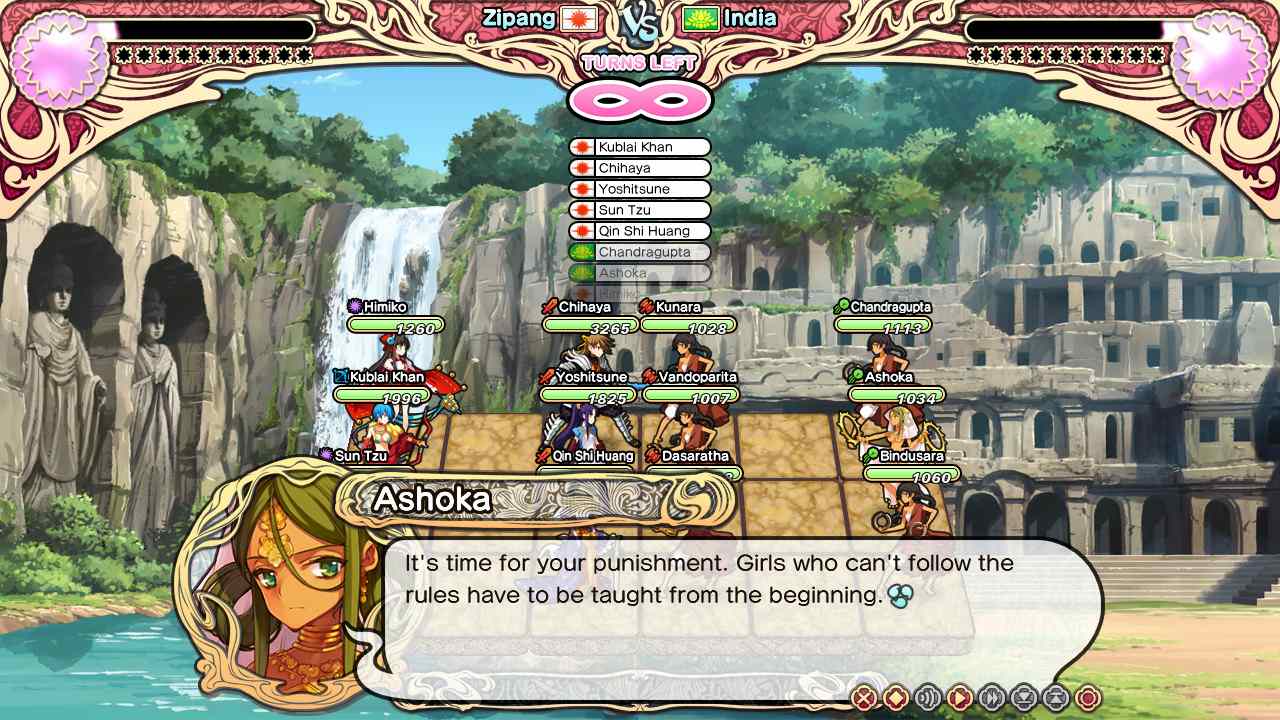 Zipang VS India
TURNS LEFT
Kublai Khan
Chihaya
Yoshitsune
Sun Tzu
Qin Shi Huang
Chandragupta
Ashoka
Himiko
Himiko
1260
Chihaya
3265
Kunara
1028
Chandragupta
1113
Kublai Khan
1996
Yoshitsune
1825
Vandoparita
1007
Ashoka
1034
Sun Tzu
Qin Shi Huang
Dasaratha
Bindusara
1060
Ashoka
It's time for your punishment. Girls who can't follow the
rules have to be taught from the beginning.